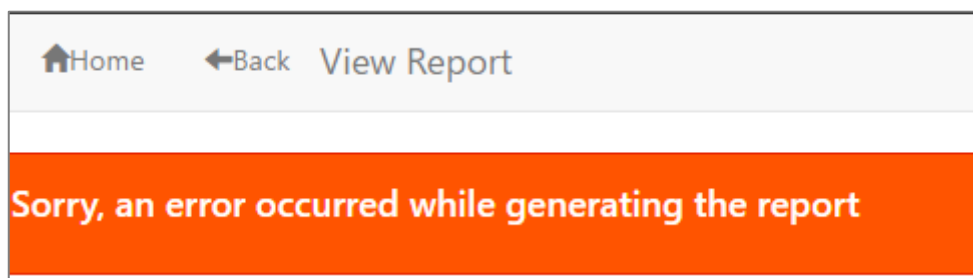 Home Back View Report
Sorry, an error occurred while generating the report